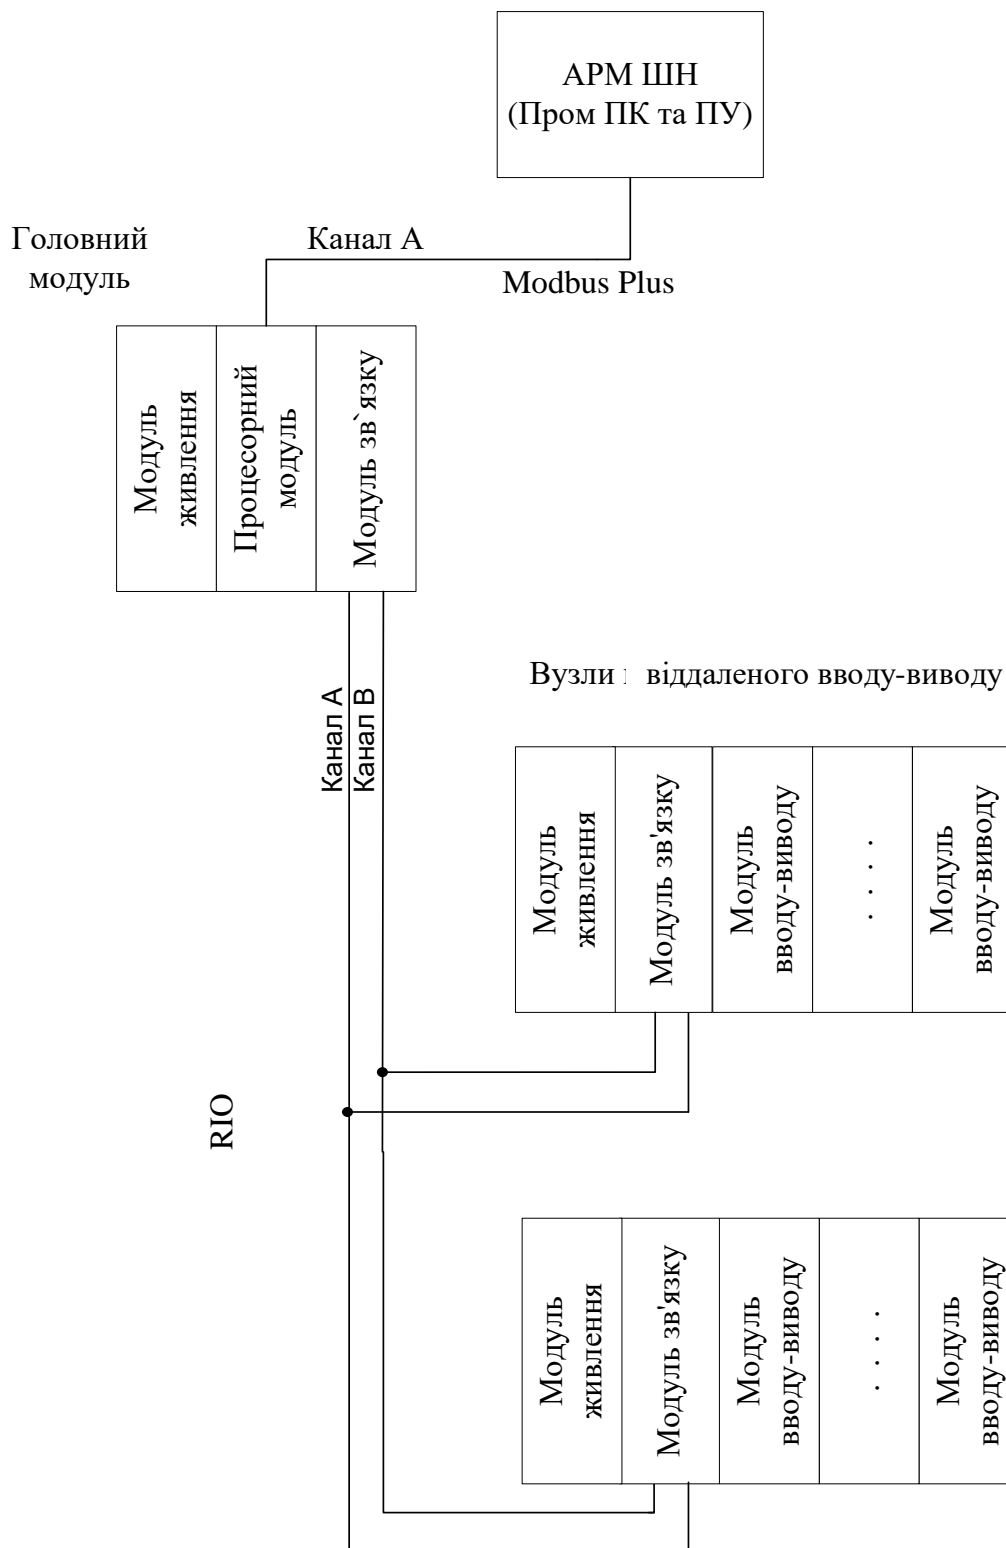 АРМ ШН
(Пром ПК та ПУ)
Головний
модуль
Канал А
Modbus Plus
Модуль
живлення
Процесорний
модуль
Модуль зв`язку
Канал А
Канал В
Вузли віддаленого вводу-виводу
Модуль
живлення
Модуль зв'язку
Модуль
вводу-виводу
. . . .
Модуль
вводу-виводу
RIO
Модуль
живлення
Модуль зв'язку
Модуль
вводу-виводу
. . . .
Модуль
вводу-виводу